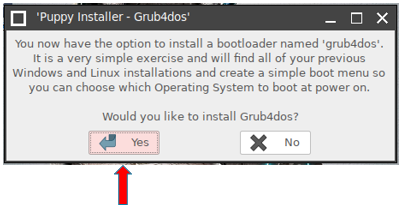 'Puppy Installer - Grub4dos'
You now have the option to install a bootloader named 'grub4dos'.
It is a very simple exercise and will find all of your previous
Windows and Linux installations and create a simple boot menu so
you can choose which Operating System to boot at power on.
Would you like to install Grub4dos?
Yes No